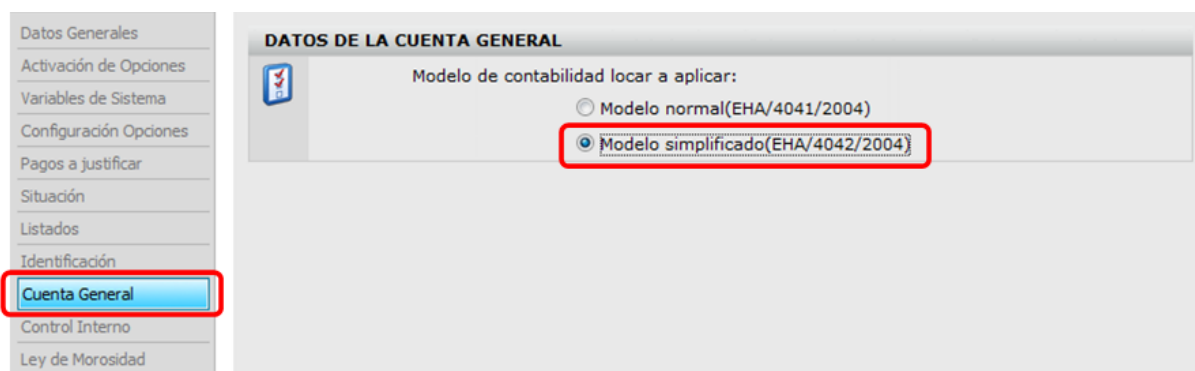 Datos Generales
Activación de Opciones
Variables de Sistema
Configuración Opciones
Pagos a justificar
Situación
Listados
Identificación
Cuenta General
Control Interno
Ley de Morosidad
DATOS DE LA CUENTA GENERAL
Modelo de contabilidad locar a aplicar:
Modelo normal(EHA/4041/2004)
Modelo simplificado(EHA/4042/2004)